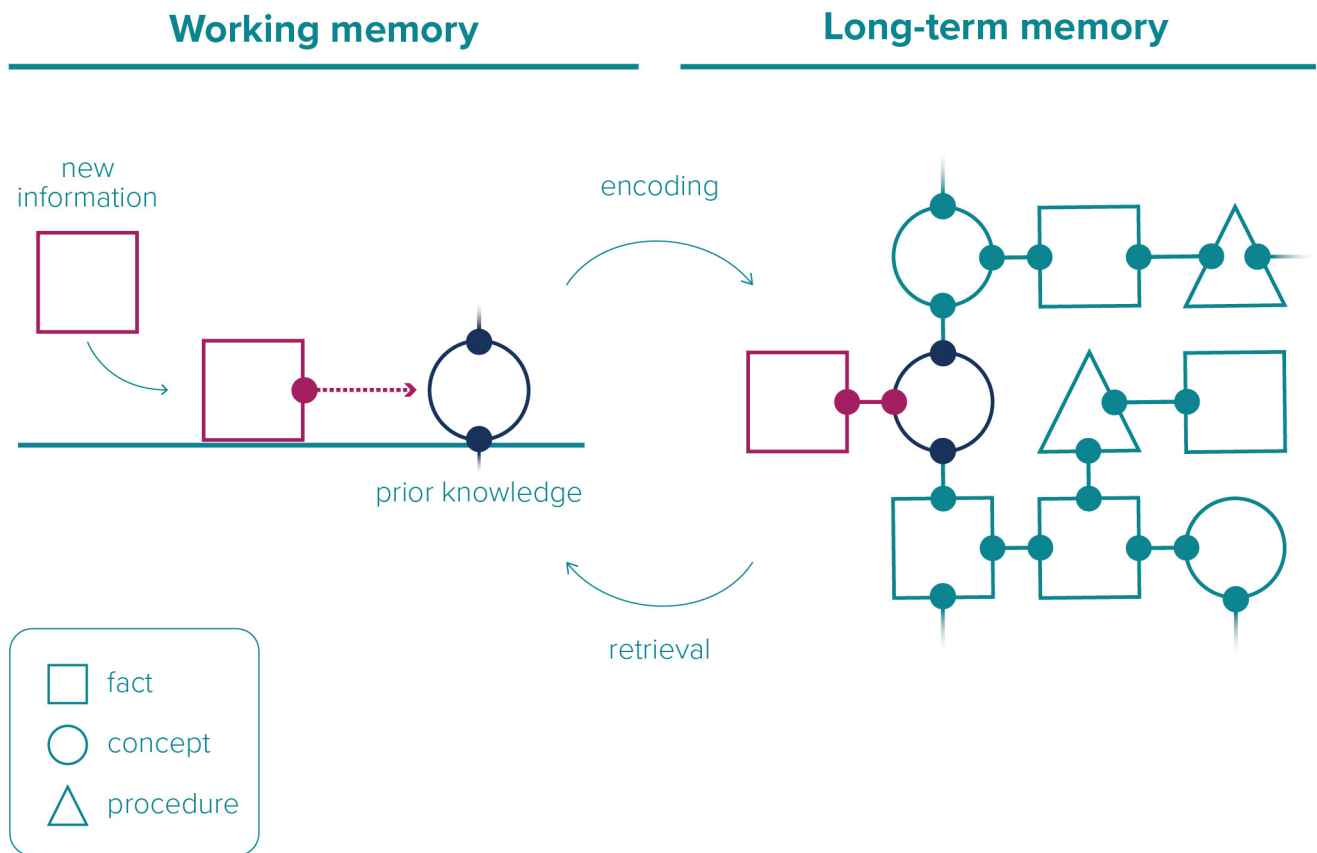 Working memory
Long-term memory
new
information
encoding
prior knowledge
retrieval
fact
concept
procedure